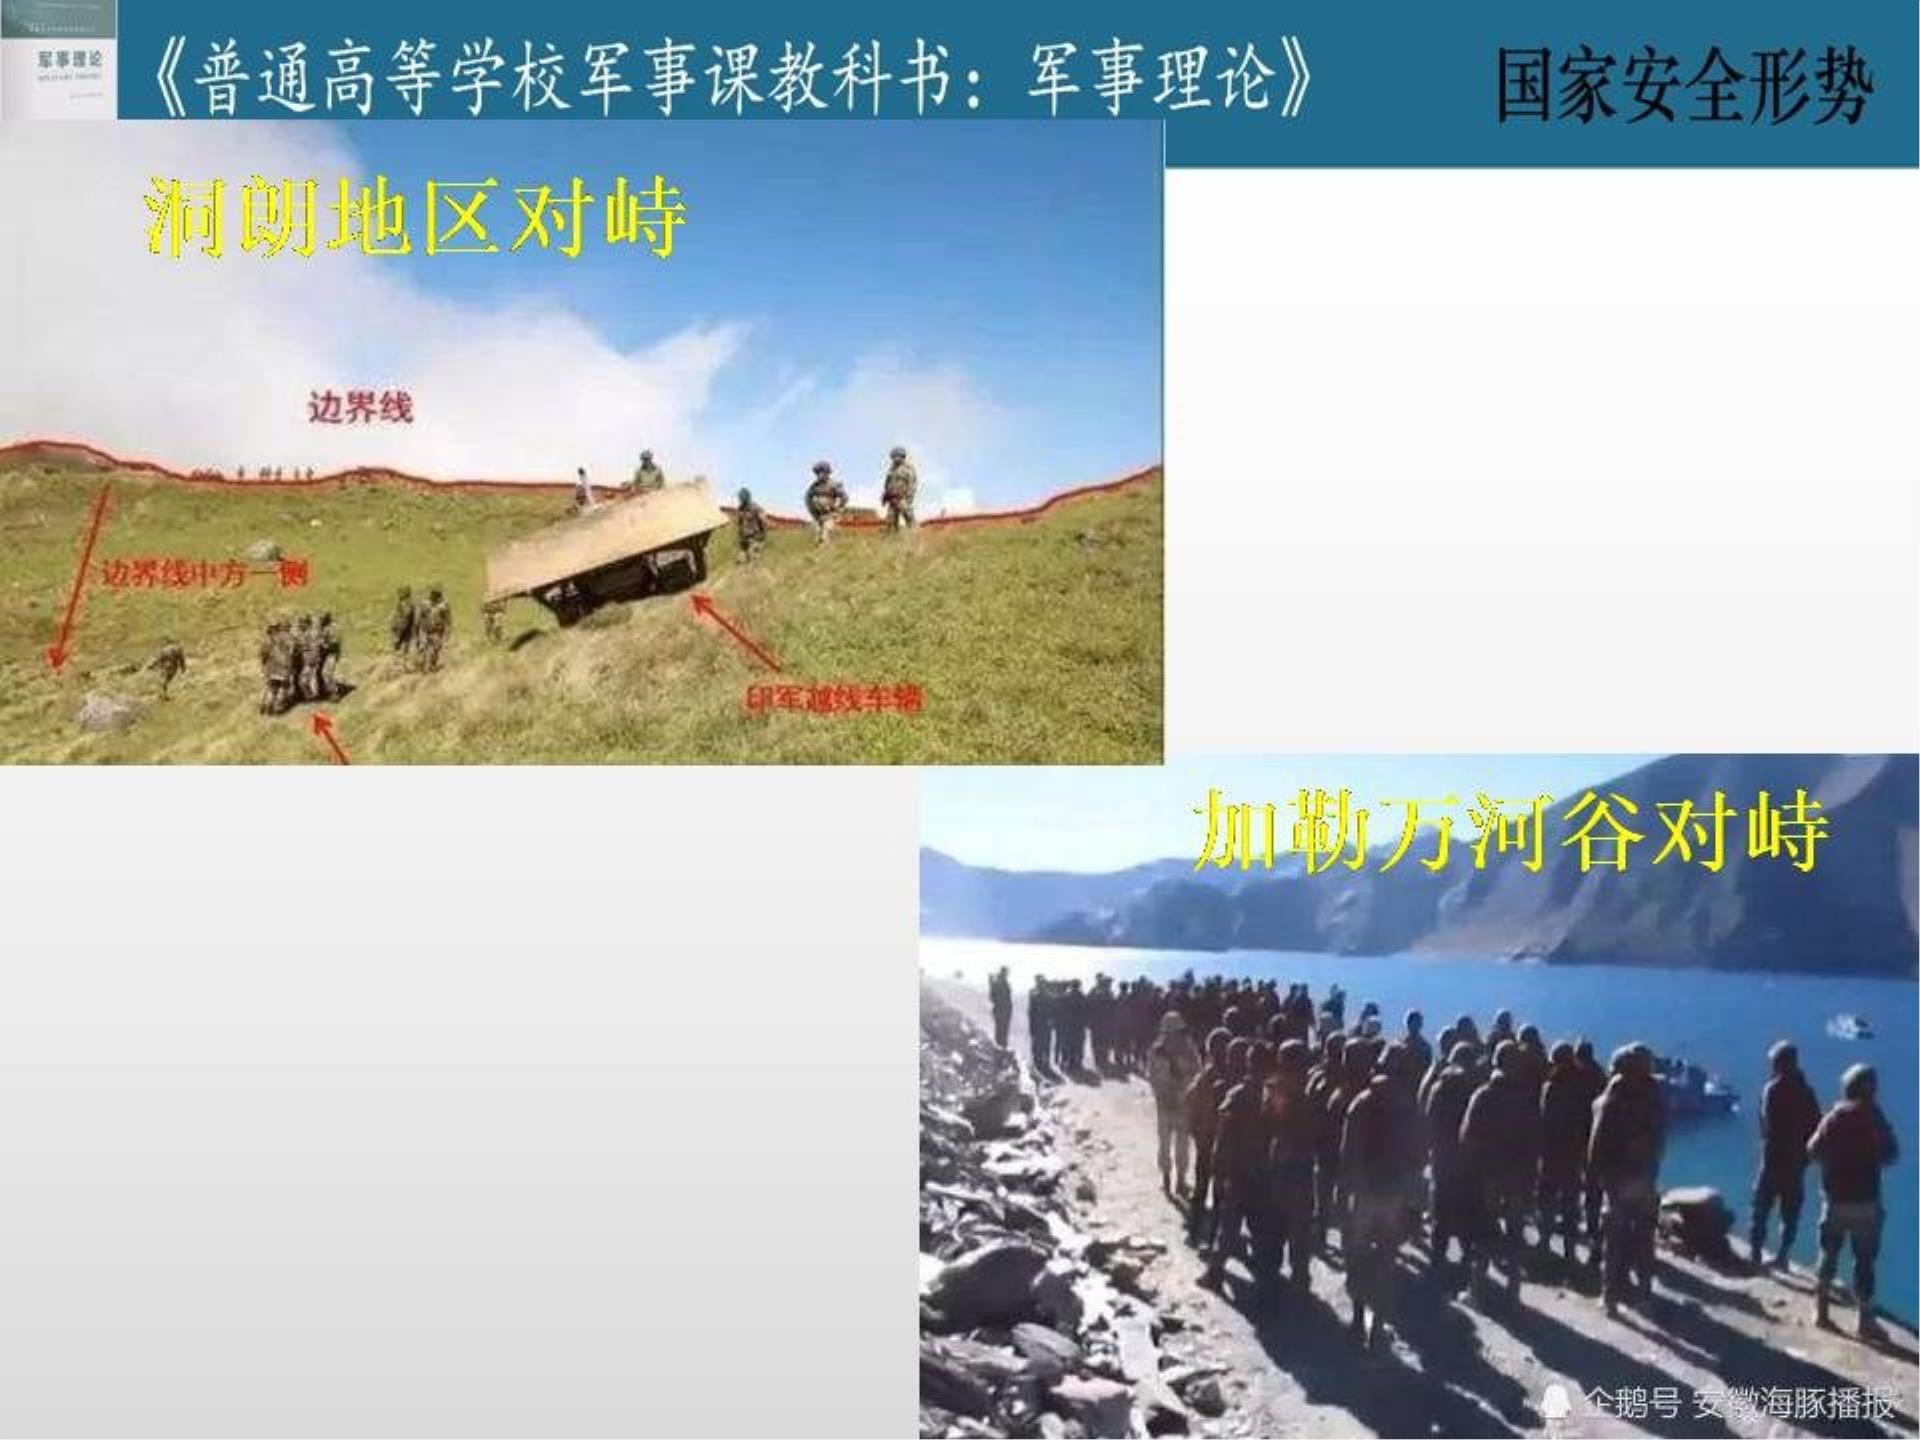 军事理论
《普通高等学校军事课教科书：军事理论》
国家安全形势
洞朗地区对峙
边界线
边界线中方一侧
印军越线车辆
加勒万河谷对峙
企鹅号 安徽海豚播报